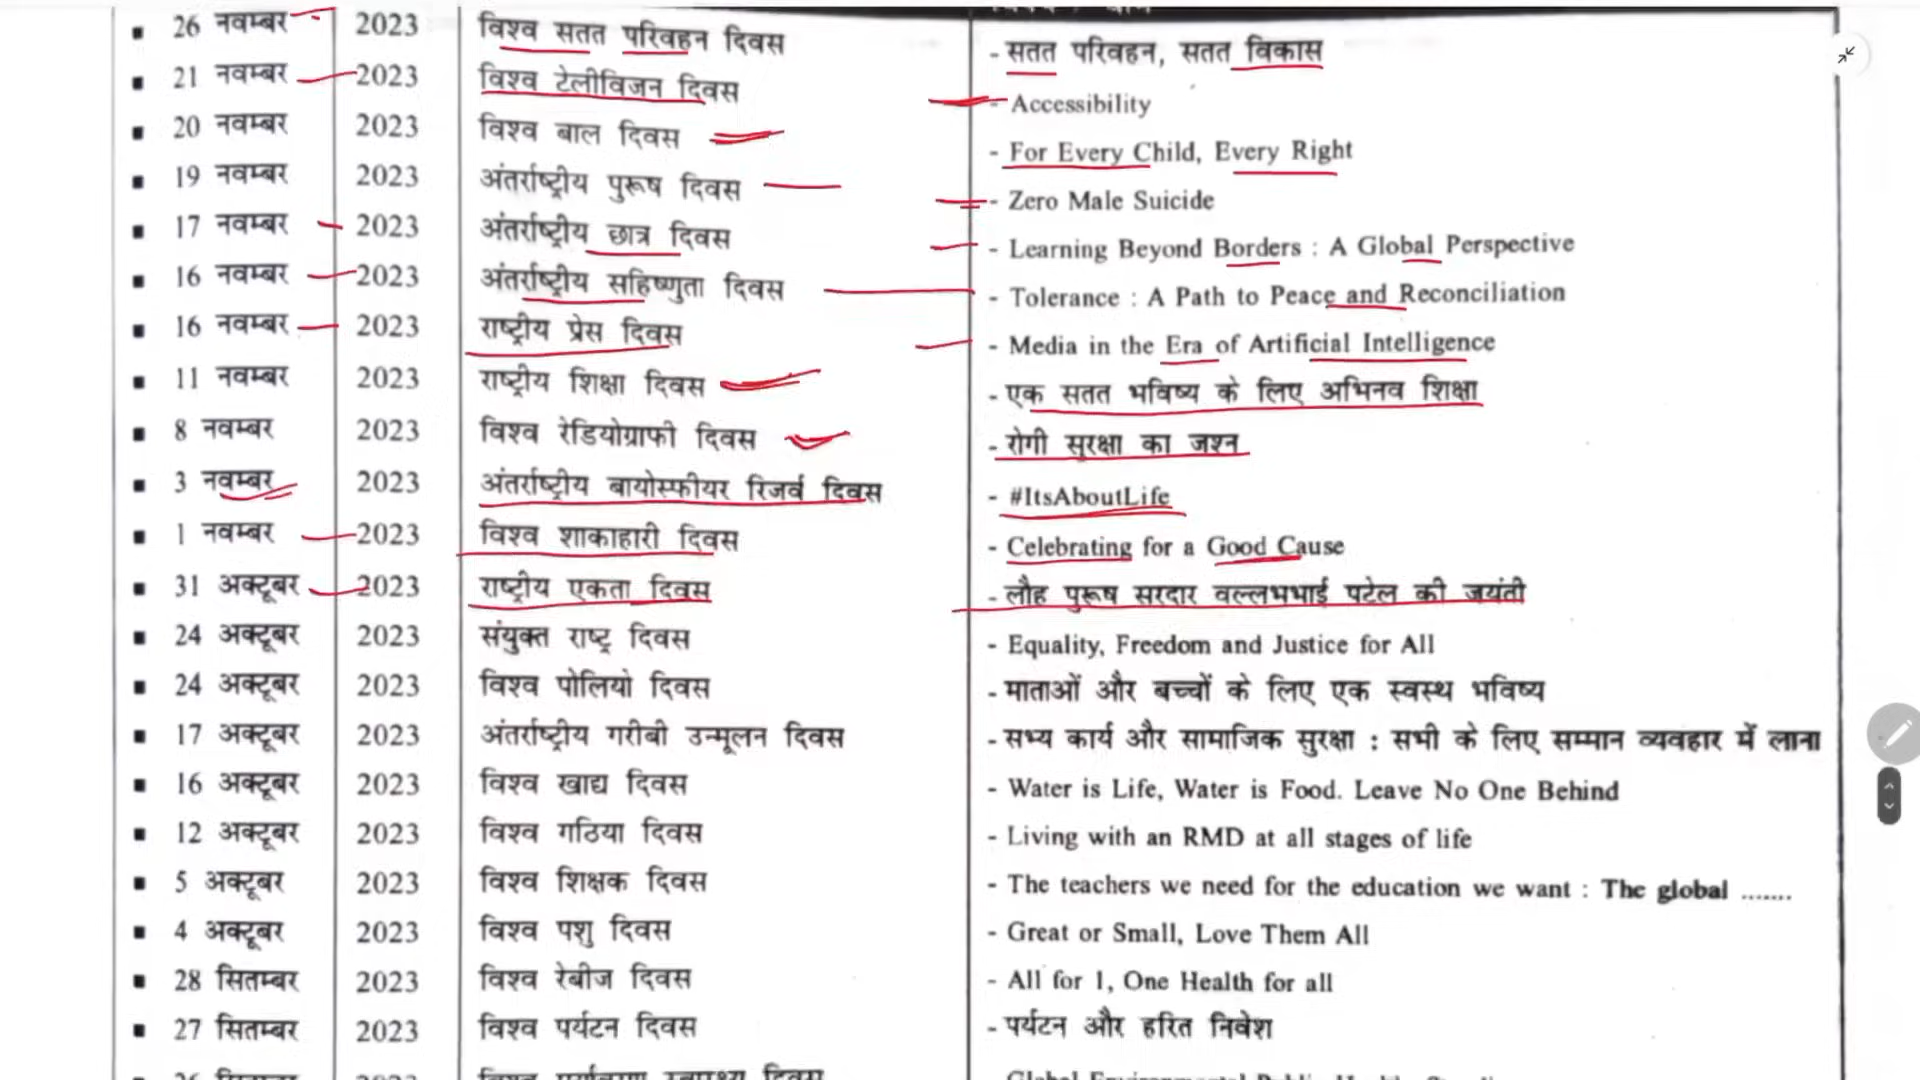 26 नवम्बर 2023 विश्व सतत परिवहन दिवस - सतत परिवहन, सतत विकास
21 नवम्बर 2023 विश्व टेलीविजन दिवस - Accessibility
20 नवम्बर 2023 विश्व बाल दिवस - For Every Child, Every Right
19 नवम्बर 2023 अंतर्राष्ट्रीय पुरूष दिवस - Zero Male Suicide
17 नवम्बर 2023 अंतर्राष्ट्रीय छात्र दिवस - Learning Beyond Borders : A Global Perspective
16 नवम्बर 2023 अंतर्राष्ट्रीय सहिष्णुता दिवस - Tolerance : A Path to Peace and Reconciliation
16 नवम्बर 2023 राष्ट्रीय प्रेस दिवस - Media in the Era of Artificial Intelligence
11 नवम्बर 2023 राष्ट्रीय शिक्षा दिवस - एक सतत भविष्य के लिए अभिनव शिक्षा
8 नवम्बर 2023 विश्व रेडियोग्राफी दिवस - रोगी सुरक्षा का जश्न
3 नवम्बर 2023 अंतर्राष्ट्रीय बायोस्फीयर रिजर्व दिवस - #ItsAboutLife
1 नवम्बर 2023 विश्व शाकाहारी दिवस - Celebrating for a Good Cause
31 अक्टूबर 2023 राष्ट्रीय एकता दिवस - लौह पुरूष सरदार वल्लभभाई पटेल की जयंती
24 अक्टूबर 2023 संयुक्त राष्ट्र दिवस - Equality, Freedom and Justice for All
24 अक्टूबर 2023 विश्व पोलियो दिवस - माताओं और बच्चों के लिए एक स्वस्थ भविष्य
17 अक्टूबर 2023 अंतर्राष्ट्रीय गरीबी उन्मूलन दिवस - सभ्य कार्य और सामाजिक सुरक्षा : सभी के लिए सम्मान व्यवहार में लाना
16 अक्टूबर 2023 विश्व खाद्य दिवस - Water is Life, Water is Food. Leave No One Behind
12 अक्टूबर 2023 विश्व गठिया दिवस - Living with an RMD at all stages of life
5 अक्टूबर 2023 विश्व शिक्षक दिवस - The teachers we need for the education we want : The global .......
4 अक्टूबर 2023 विश्व पशु दिवस - Great or Small, Love Them All
28 सितम्बर 2023 विश्व रेबीज दिवस - All for 1, One Health for all
27 सितम्बर 2023 विश्व पर्यटन दिवस - पर्यटन और हरित निवेश